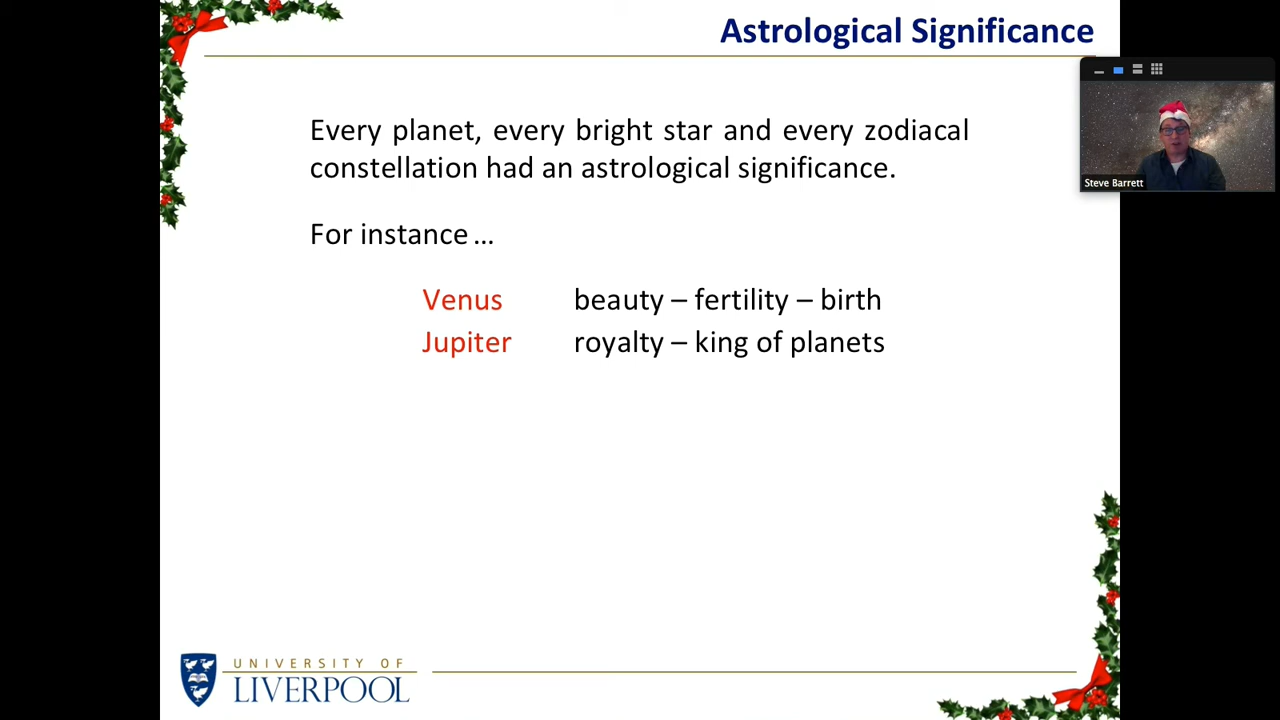 Astrological Significance
Every planet, every bright star and every zodiacal
constellation had an astrological significance.
For instance ...
Venus beauty – fertility – birth
Jupiter royalty – king of planets
Steve Barrett
UNIVERSITY OF
LIVERPOOL